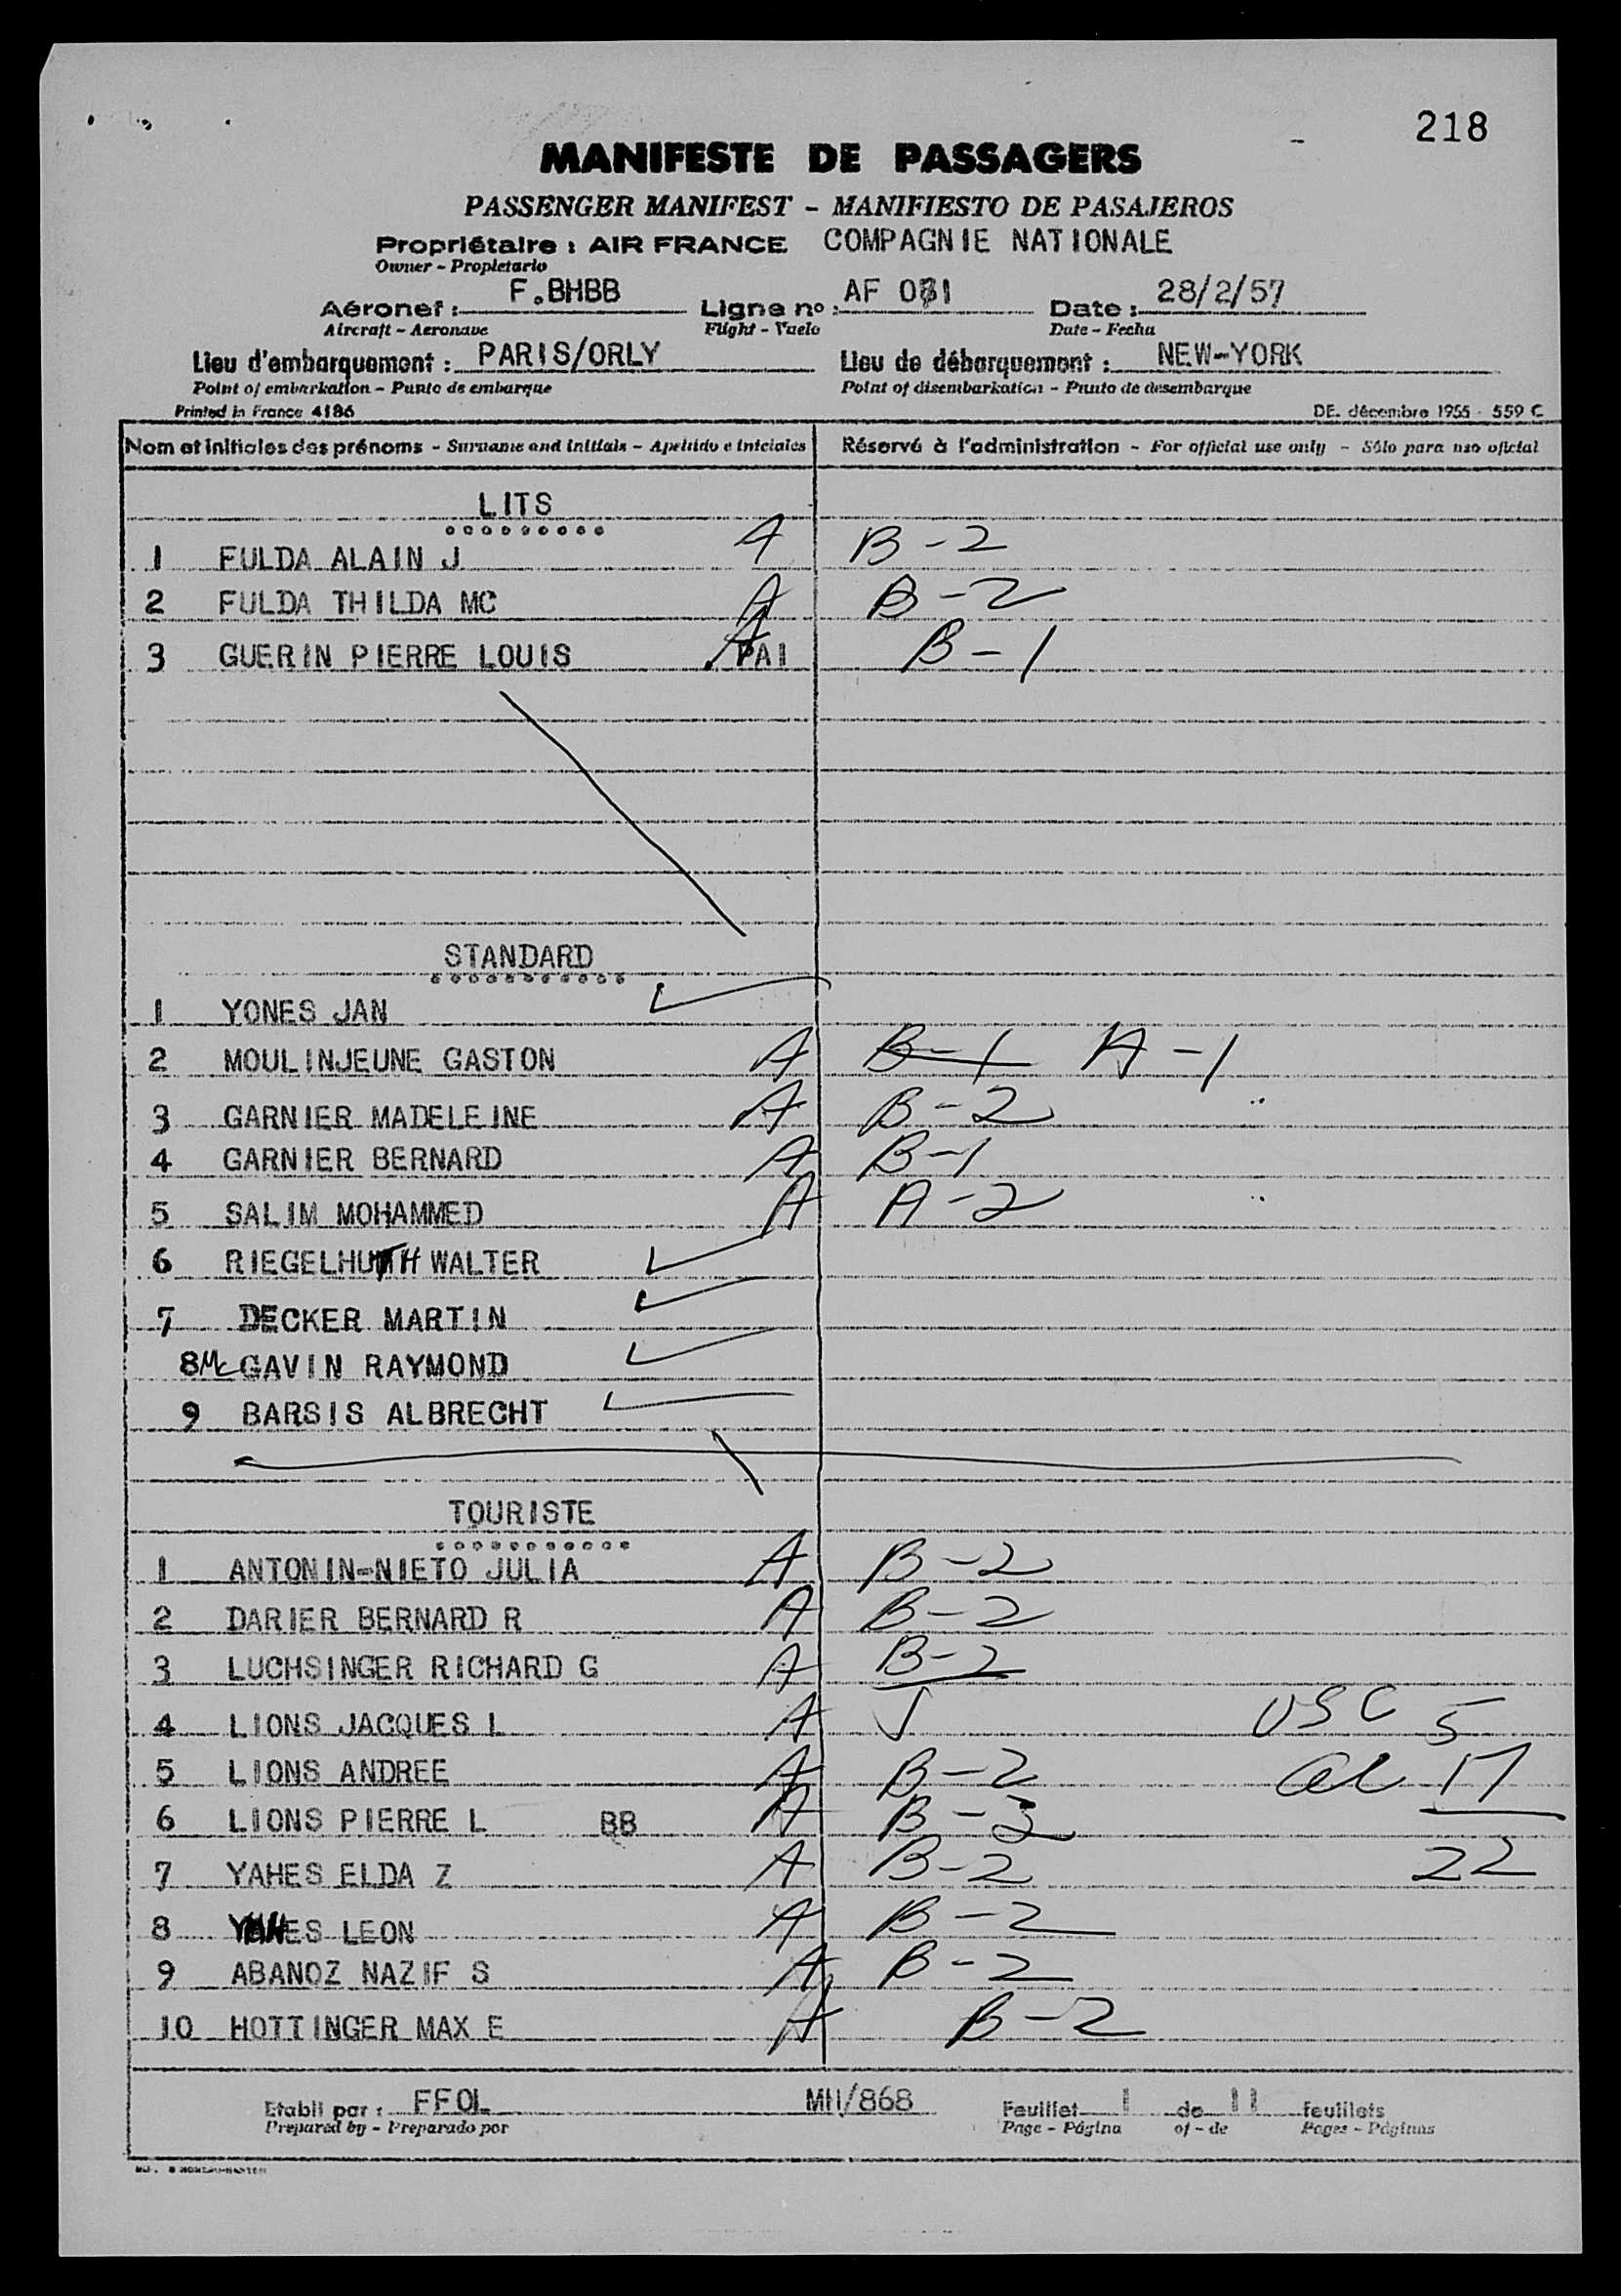 218
MANIFESTE DE PASSAGERS
PASSENGER MANIFEST - MANIFIESTO DE PASAJEROS
Propriétaire : AIR FRANCE COMPAGNIE NATIONALE
Owner - Propietario
Aéronef : F.BHBB Ligne no : AF 031 Date : 28/2/57
Aircraft - Aeronave Flight - Vuelo Date - Fecha
Lieu d'embarquement : PARIS/ORLY Lieu de débarquement : NEW-YORK
Point of embarkation - Punto de embarque Point of disembarkation - Punto de desembarque
Printed in France 4186 DE. décembre 1955 - 559 C
Nom et initiales des prénoms - Surname and initials - Apellido e iniciales Réservé à l'administration - For official use only - Sólo para uso oficial
LITS
1 FULDA ALAIN J A B-2
2 FULDA THILDA MC A B-2
3 GUERIN PIERRE LOUIS A PAI B-1
STANDARD
1 YONES JAN
2 MOULINJEUNE GASTON A B-1 A-1
3 GARNIER MADELEINE A B-2
4 GARNIER BERNARD A B-1
5 SALIM MOHAMMED A A-2
6 RIEGELHUTH WALTER
7 DECKER MARTIN
8 Mc GAVIN RAYMOND
9 BARSIS ALBRECHT
TOURISTE
1 ANTONIN-NIETO JULIA A B-2
2 DARIER BERNARD R A B-2
3 LUCHSINGER RICHARD G A B-2
4 LIONS JACQUES L A J USC 5
5 LIONS ANDREE A B-2 al 17
6 LIONS PIERRE L BB A B-2
7 YAHES ELDA Z A B-2 22
8 YAHES LEON A B-2
9 ABANOZ NAZIF S A B-2
10 HOTTINGER MAX E A B-2
Etabli par : FFOL MH/868 Feuillet 1 de 11 feuillets
Prepared by - Preparado por Page - Página of - de Pages - Páginas